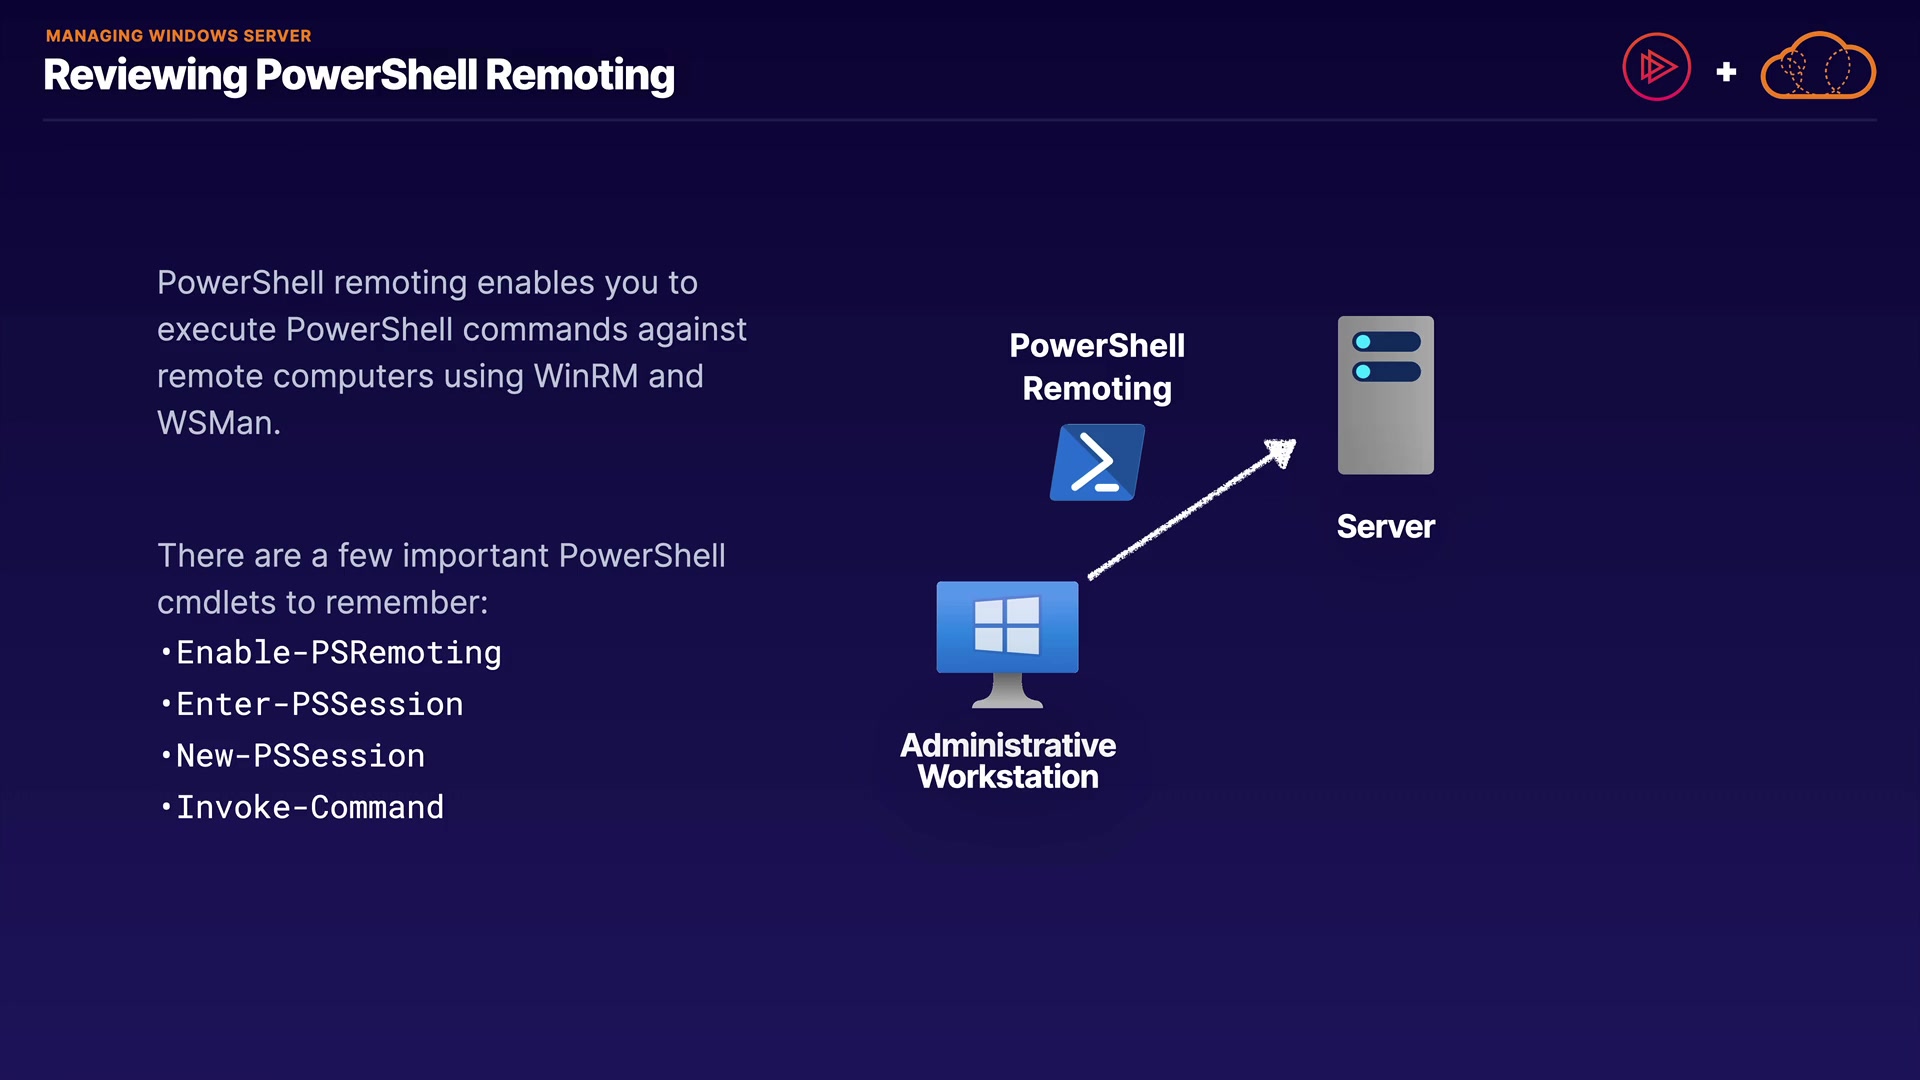 MANAGING WINDOWS SERVER
Reviewing PowerShell Remoting
PowerShell remoting enables you to
execute PowerShell commands against
remote computers using WinRM and
WSMan.
There are a few important PowerShell
cmdlets to remember:
•Enable-PSRemoting
•Enter-PSSession
•New-PSSession
•Invoke-Command
PowerShell
Remoting
Server
Administrative
Workstation